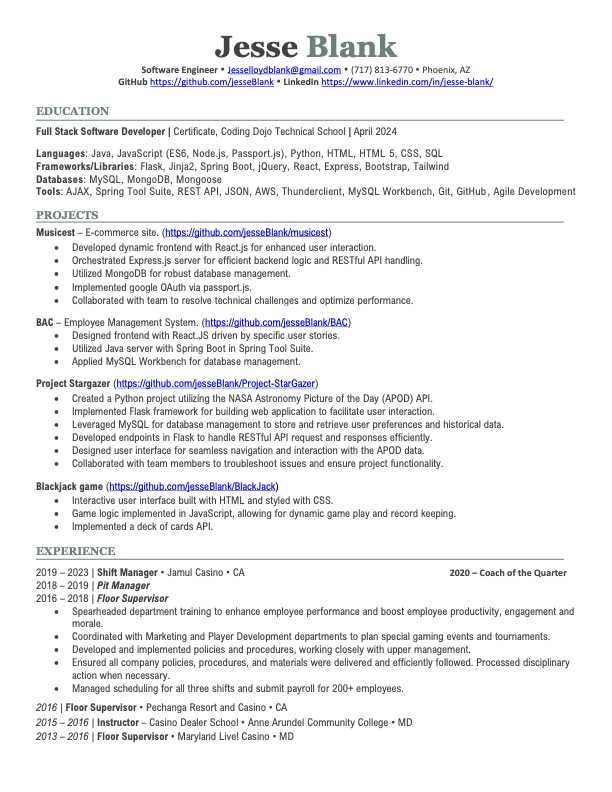 Jesse Blank
Software Engineer • Jesselloydblank@gmail.com • (717) 813-6770 • Phoenix, AZ
GitHub https://github.com/jesseBlank • LinkedIn https://www.linkedin.com/in/jesse-blank/
EDUCATION
Full Stack Software Developer | Certificate, Coding Dojo Technical School | April 2024
Languages: Java, JavaScript (ES6, Node.js, Passport.js), Python, HTML, HTML 5, CSS, SQL
Frameworks/Libraries: Flask, Jinja2, Spring Boot, jQuery, React, Express, Bootstrap, Tailwind
Databases: MySQL, MongoDB, Mongoose
Tools: AJAX, Spring Tool Suite, REST API, JSON, AWS, Thunderclient, MySQL Workbench, Git, GitHub, Agile Development
PROJECTS
Musicest – E-commerce site. (https://github.com/jesseBlank/musicest)
• Developed dynamic frontend with React.js for enhanced user interaction.
• Orchestrated Express.js server for efficient backend logic and RESTful API handling.
• Utilized MongoDB for robust database management.
• Implemented google OAuth via passport.js.
• Collaborated with team to resolve technical challenges and optimize performance.
BAC – Employee Management System. (https://github.com/jesseBlank/BAC)
• Designed frontend with React.JS driven by specific user stories.
• Utilized Java server with Spring Boot in Spring Tool Suite.
• Applied MySQL Workbench for database management.
Project Stargazer (https://github.com/jesseBlank/Project-StarGazer)
• Created a Python project utilizing the NASA Astronomy Picture of the Day (APOD) API.
• Implemented Flask framework for building web application to facilitate user interaction.
• Leveraged MySQL for database management to store and retrieve user preferences and historical data.
• Developed endpoints in Flask to handle RESTful API request and responses efficiently.
• Designed user interface for seamless navigation and interaction with the APOD data.
• Collaborated with team members to troubleshoot issues and ensure project functionality.
Blackjack game (https://github.com/jesseBlank/BlackJack)
• Interactive user interface built with HTML and styled with CSS.
• Game logic implemented in JavaScript, allowing for dynamic game play and record keeping.
• Implemented a deck of cards API.
EXPERIENCE
2019 – 2023 | Shift Manager • Jamul Casino • CA 2020 – Coach of the Quarter
2018 – 2019 | Pit Manager
2016 – 2018 | Floor Supervisor
• Spearheaded department training to enhance employee performance and boost employee productivity, engagement and
morale.
• Coordinated with Marketing and Player Development departments to plan special gaming events and tournaments.
• Developed and implemented policies and procedures, working closely with upper management.
• Ensured all company policies, procedures, and materials were delivered and efficiently followed. Processed disciplinary
action when necessary.
• Managed scheduling for all three shifts and submit payroll for 200+ employees.
2016 | Floor Supervisor • Pechanga Resort and Casino • CA
2015 – 2016 | Instructor – Casino Dealer School • Anne Arundel Community College • MD
2013 – 2016 | Floor Supervisor • Maryland Live! Casino • MD